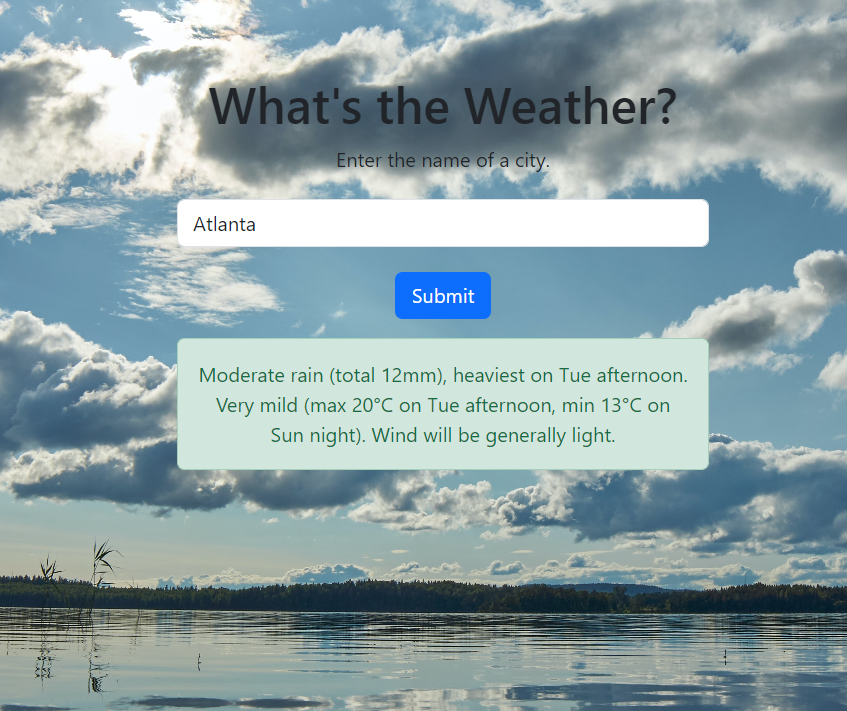 What's the Weather?
Enter the name of a city.
Atlanta
Submit
Moderate rain (total 12mm), heaviest on Tue afternoon.
Very mild (max 20°C on Tue afternoon, min 13°C on
Sun night). Wind will be generally light.